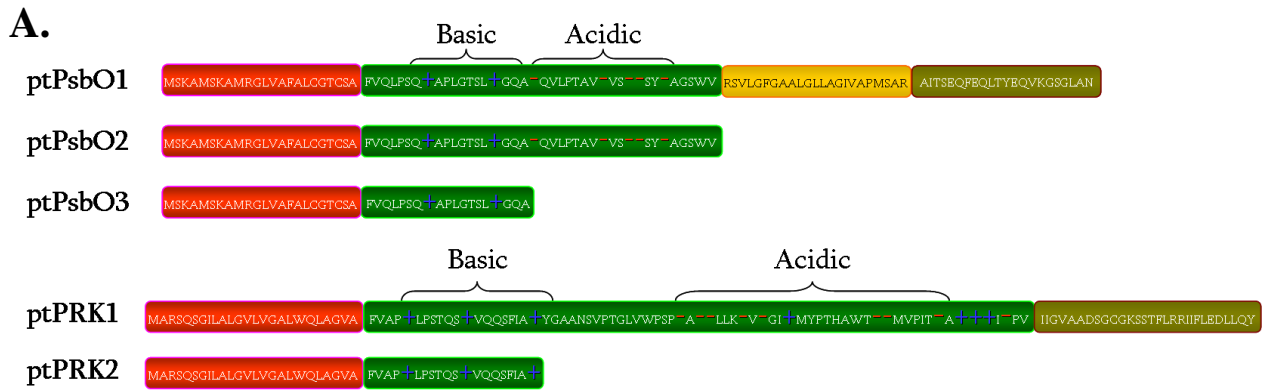 A.
Basic Acidic
ptPsbO1 MSKAMSKAMRGLVAFALCGTCSA FVQLPSQ+APLGTSL+GQA-QVLPTAV-VS--SY-AGSWV RSVLGFGAALGLLAGIVAPMSAR AITSEQFEQLTYEQVKGSGLAN
ptPsbO2 MSKAMSKAMRGLVAFALCGTCSA FVQLPSQ+APLGTSL+GQA-QVLPTAV-VS--SY-AGSWV
ptPsbO3 MSKAMSKAMRGLVAFALCGTCSA FVQLPSQ+APLGTSL+GQA
Basic Acidic
ptPRK1 MARSQSGILALGVLVGALWQLAGVA FVAP+LPSTQS+VQQSFIA+YGAANSVPTGLVWPSP-A--LLK-V-GI+MYPTHAWT--MVPIT-A+++I-PV IIGVAADSGCGKSSTFLRRIIFLEDLLQY
ptPRK2 MARSQSGILALGVLVGALWQLAGVA FVAP+LPSTQS+VQQSFIA+